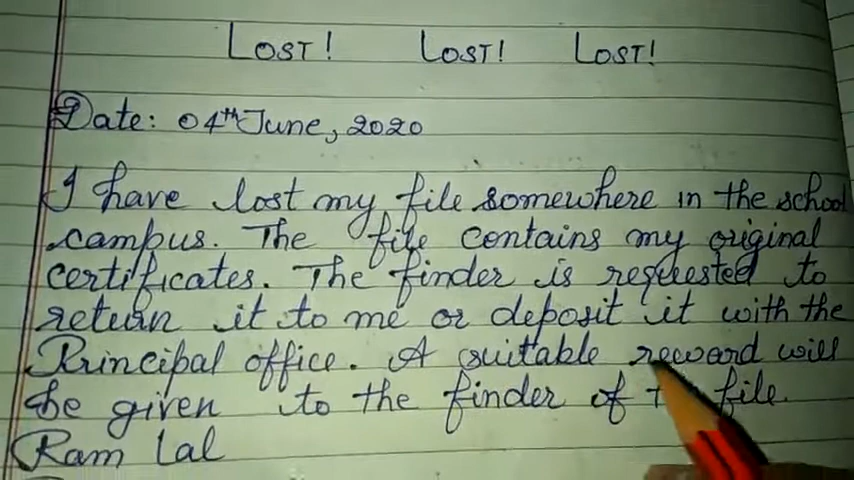 LOST! LOST! LOST!
Date: 04th June, 2020
I have lost my file somewhere in the school
campus. The file contains my original
certificates. The finder is requested to
return it to me or deposit it with the
Principal office. A suitable reward will
be given to the finder of file.
Ram Lal